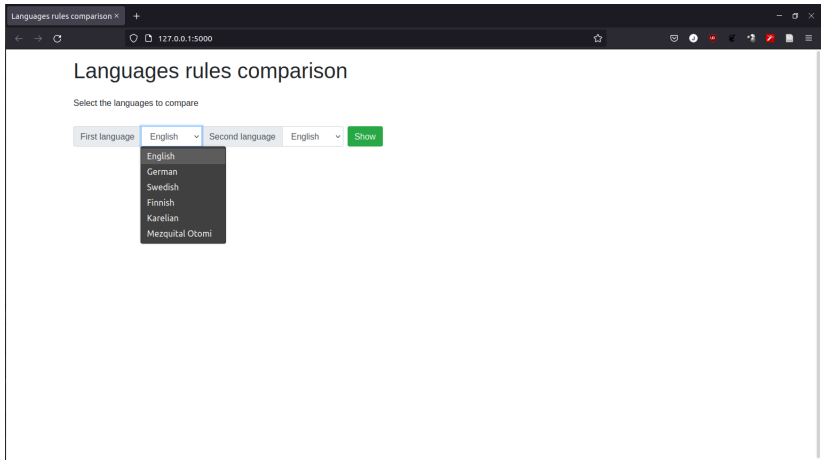 Languages rules comparison × +
127.0.0.1:5000
Languages rules comparison
Select the languages to compare
First language English Second language English Show
English
German
Swedish
Finnish
Karelian
Mezquital Otomi